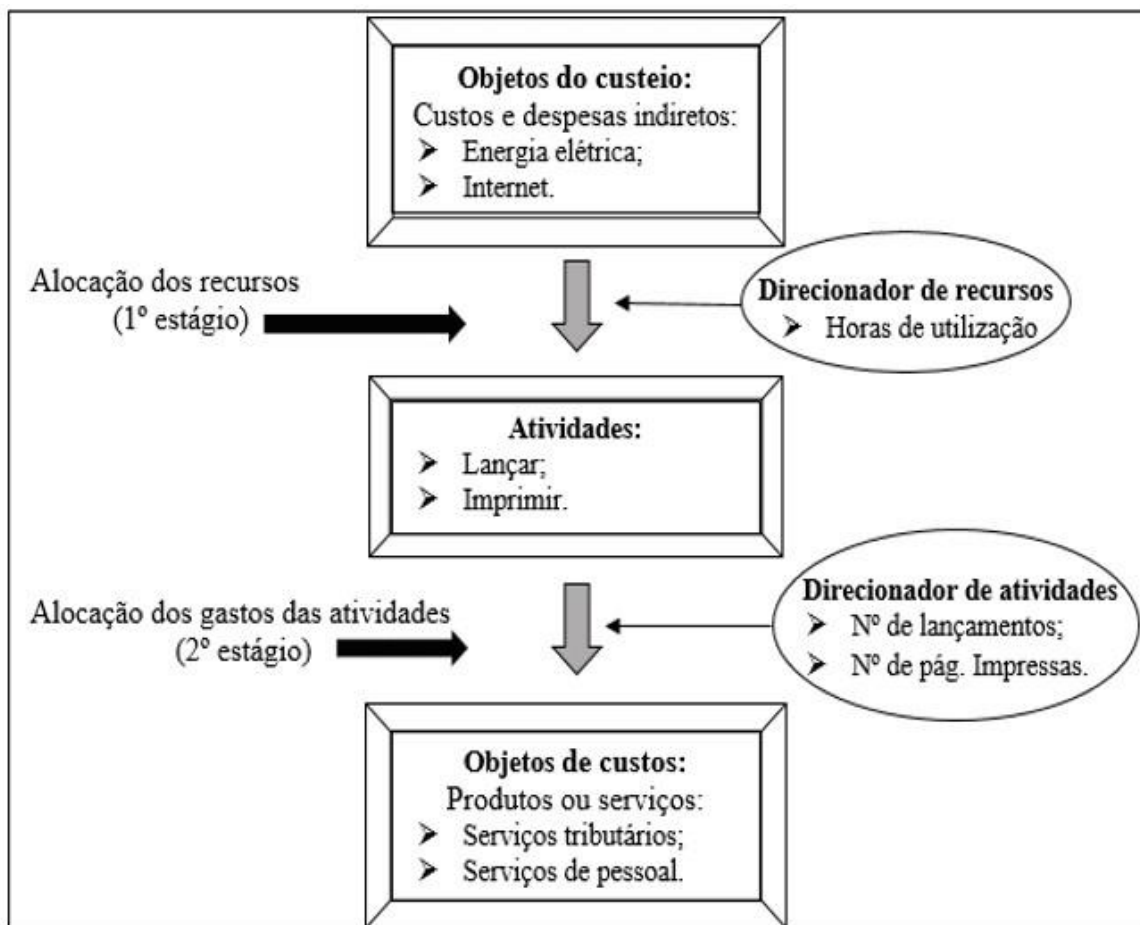 Objetos do custeio:
Custos e despesas indiretos:
➢ Energia elétrica;
➢ Internet.
Alocação dos recursos
(1º estágio)
Direcionador de recursos
➢ Horas de utilização
Atividades:
➢ Lançar;
➢ Imprimir.
Alocação dos gastos das atividades
(2º estágio)
Direcionador de atividades
➢ Nº de lançamentos;
➢ Nº de pág. Impressas.
Objetos de custos:
Produtos ou serviços:
➢ Serviços tributários;
➢ Serviços de pessoal.